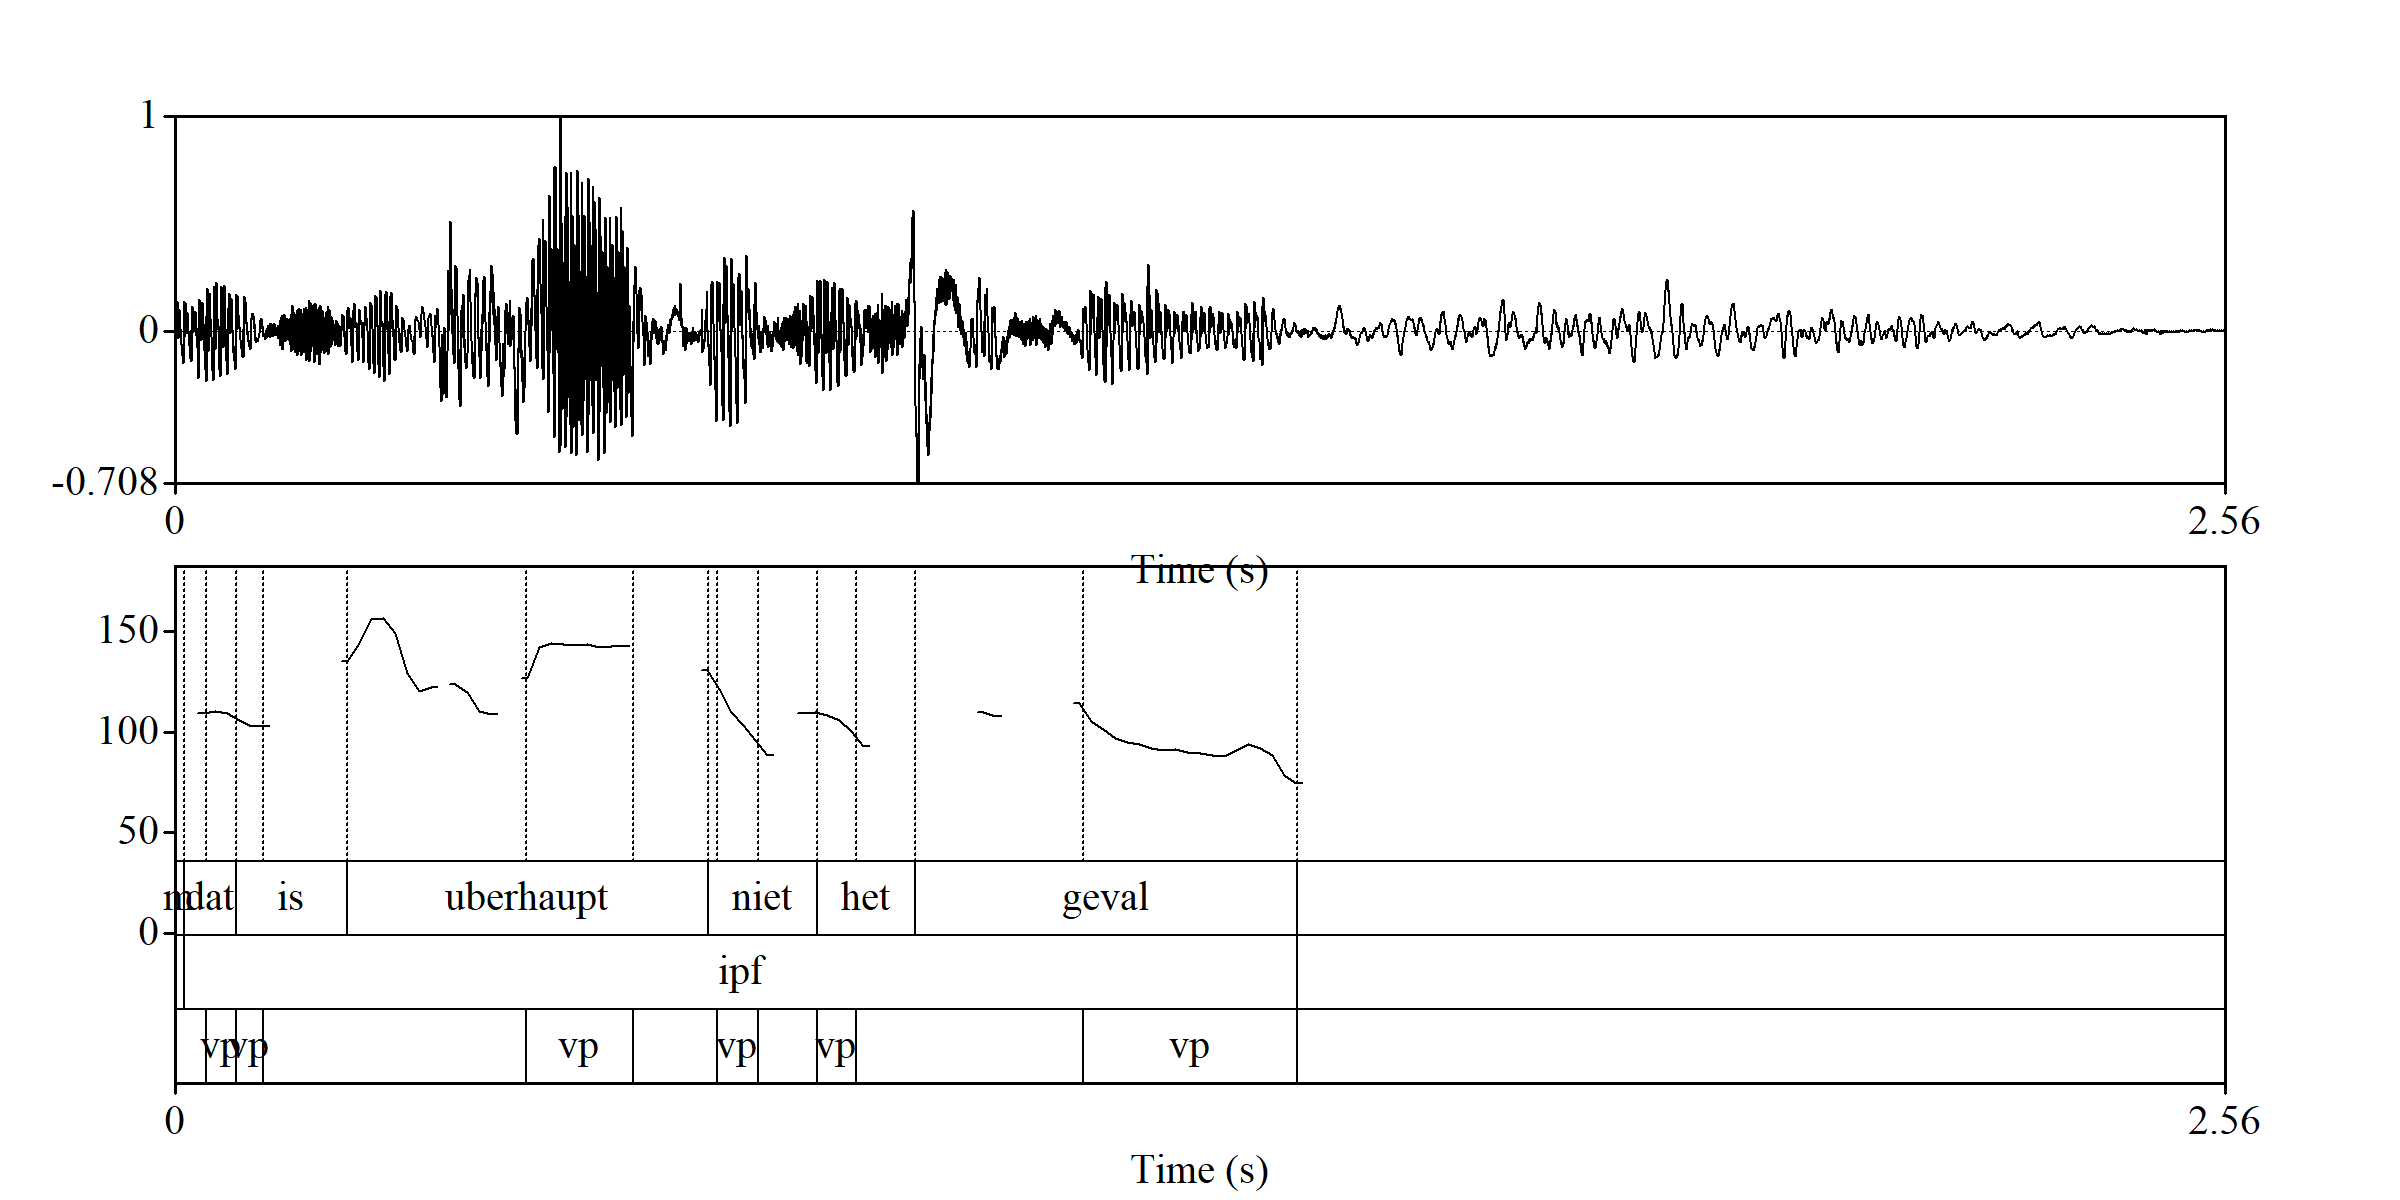 1
0
-0.708
0 2.56
Time (s)
150
100
50
0
m dat is uberhaupt niet het geval
ipf
vp vp vp vp vp vp
0 2.56
Time (s)